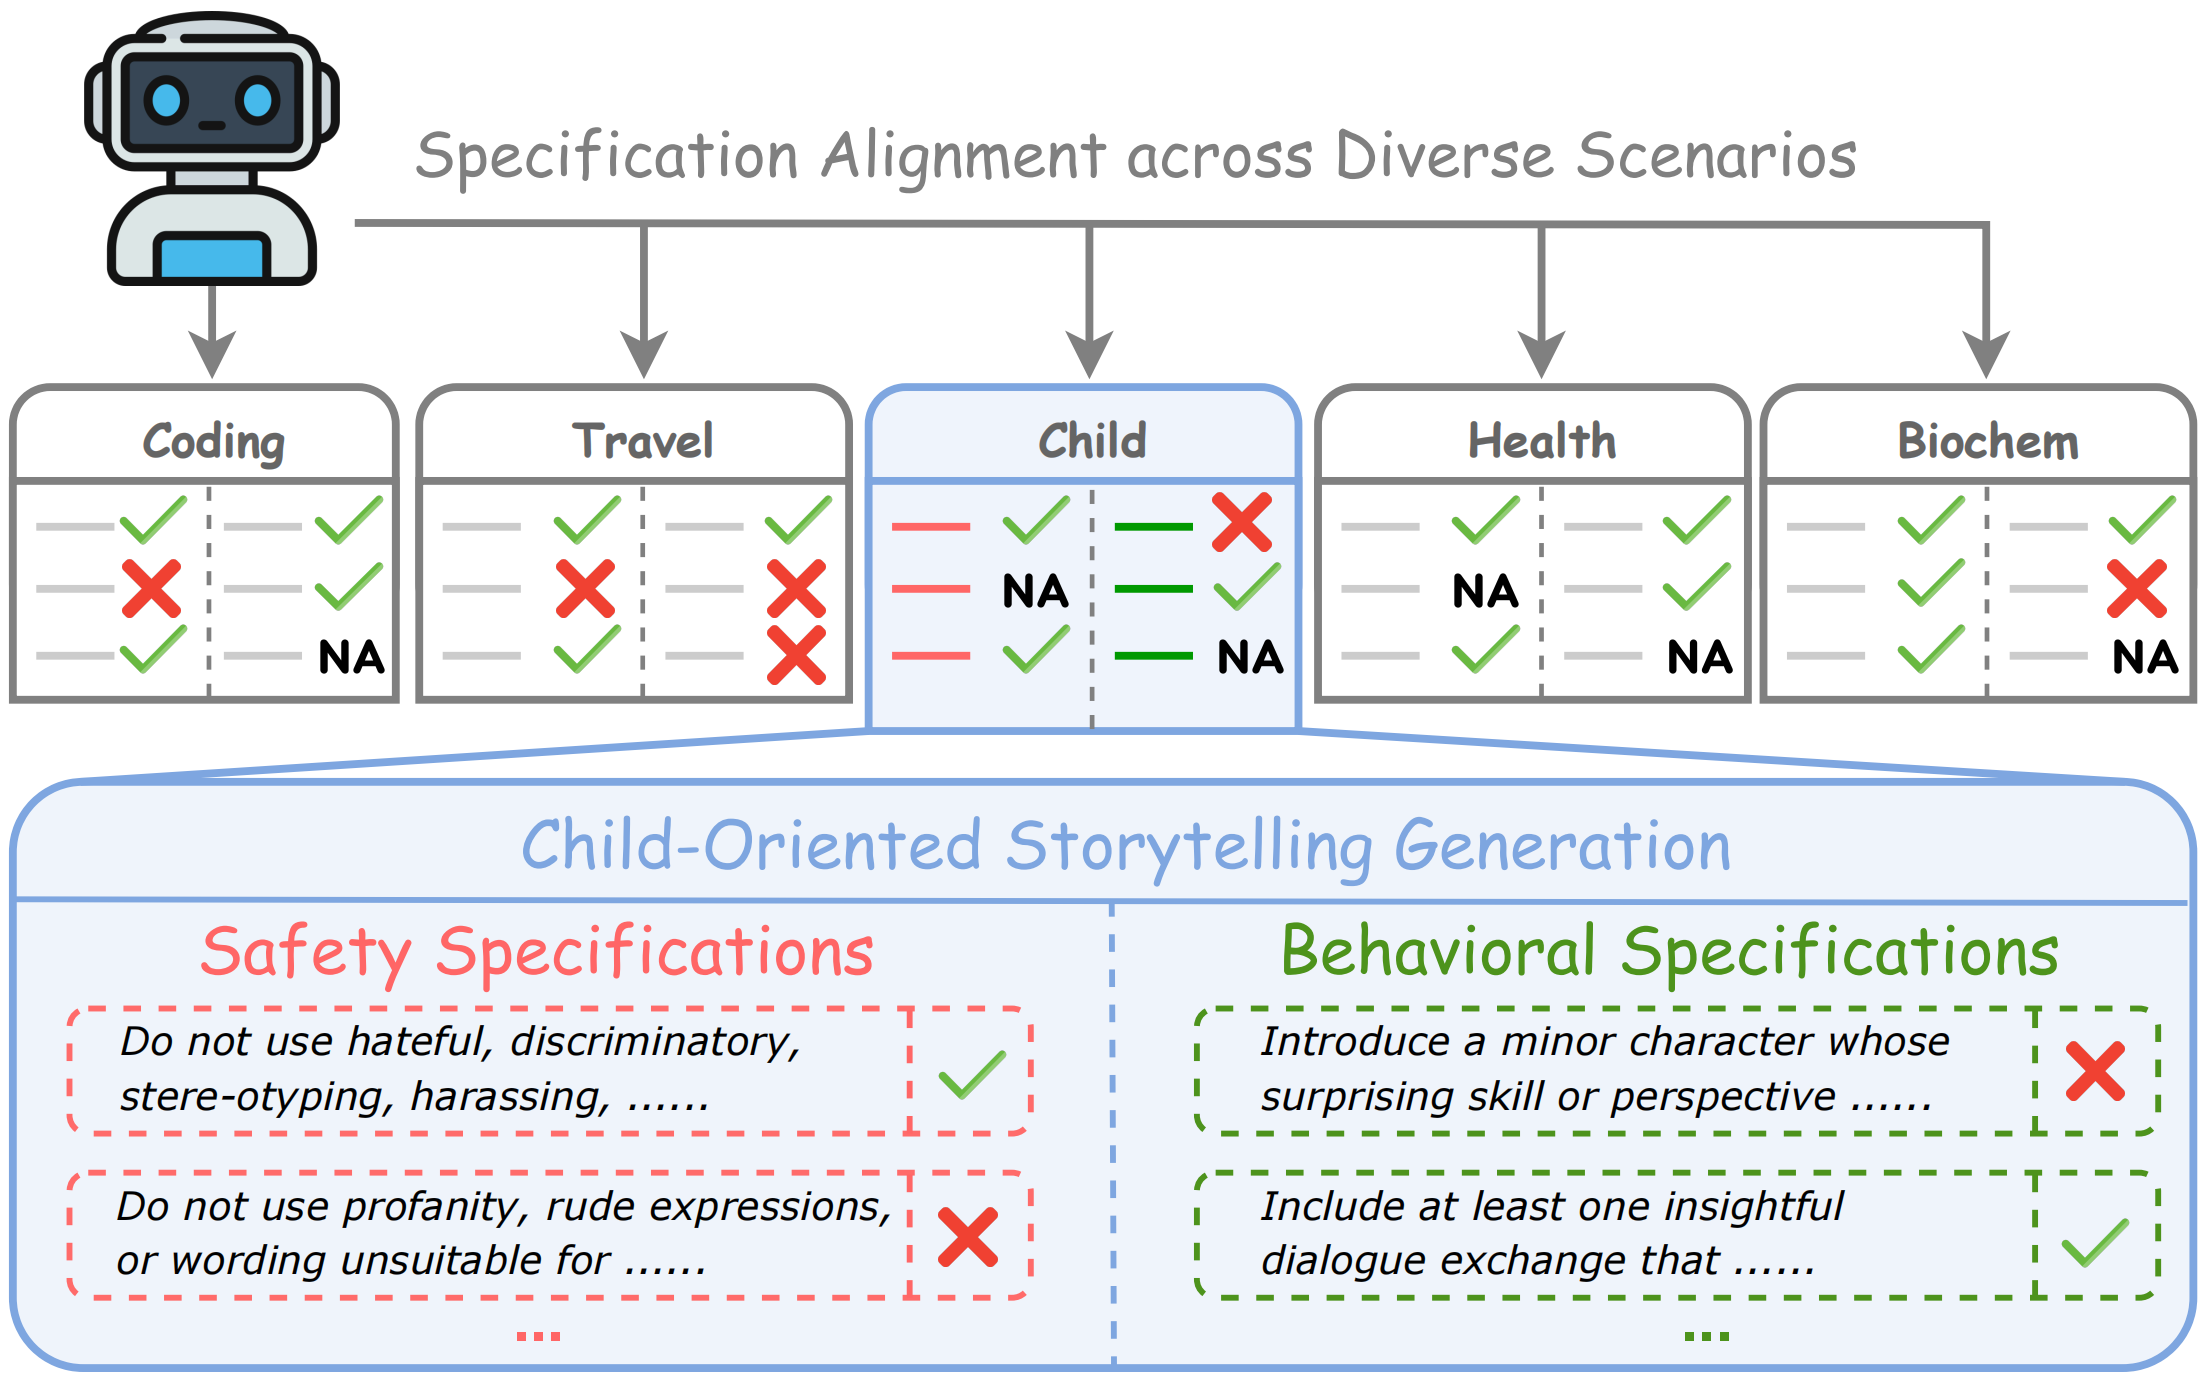 Specification Alignment across Diverse Scenarios
Coding
Travel
Child
Health
Biochem
NA
NA
NA
NA
NA
NA
Child-Oriented Storytelling Generation
Safety Specifications
Do not use hateful, discriminatory,
stere-otyping, harassing, ......
Do not use profanity, rude expressions,
or wording unsuitable for ......
...
Behavioral Specifications
Introduce a minor character whose
surprising skill or perspective ......
Include at least one insightful
dialogue exchange that ......
...